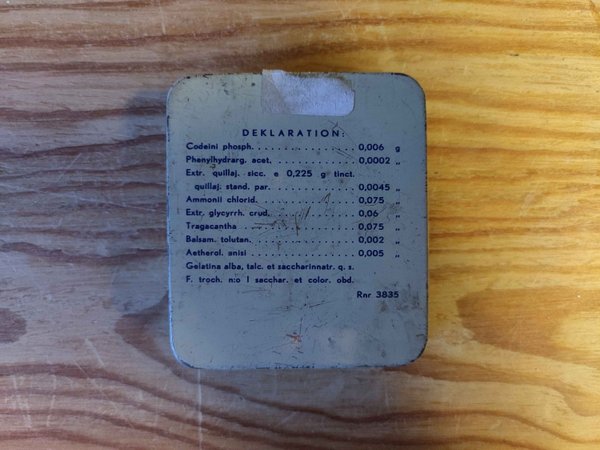 DEKLARATION:
Codeini phosph. . . . . . . . . . . . . . . . . 0,006 g
Phenylhydrarg. acet. . . . . . . . . . . . . . 0,0002 „
Extr. quillaj. sicc. e 0,225 g tinct.
quillaj. stand. par. . . . . . . . . . . . . . . 0,0045 „
Ammonii chlorid. . . . . . . . . . . . . . . . 0,075 „
Extr. glycyrrh. crud. . . . . . . . . . . . . . 0,06 „
Tragacantha . . . . . . . . . . . . . . . . . . 0,075 „
Balsam. tolutan. . . . . . . . . . . . . . . . . 0,002 „
Aetherol. anisi . . . . . . . . . . . . . . . . . 0,005 „
Gelatina alba, talc. et saccharinnatr. q. s.
F. troch. n:o I sacchar. et color. obd.
Rnr 3835